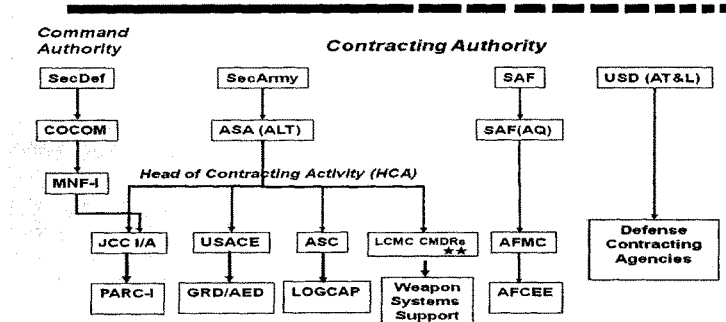 Command
Authority
Contracting Authority
SecDef
SecArmy
SAF
USD (AT&L)
COCOM
ASA (ALT)
SAF(AQ)
MNF-I
Head of Contracting Activity (HCA)
JCC I/A
USACE
ASC
LCMC CMDRs
★★
AFMC
Defense
Contracting
Agencies
PARC-I
GRD/AED
LOGCAP
Weapon
Systems
Support
AFCEE